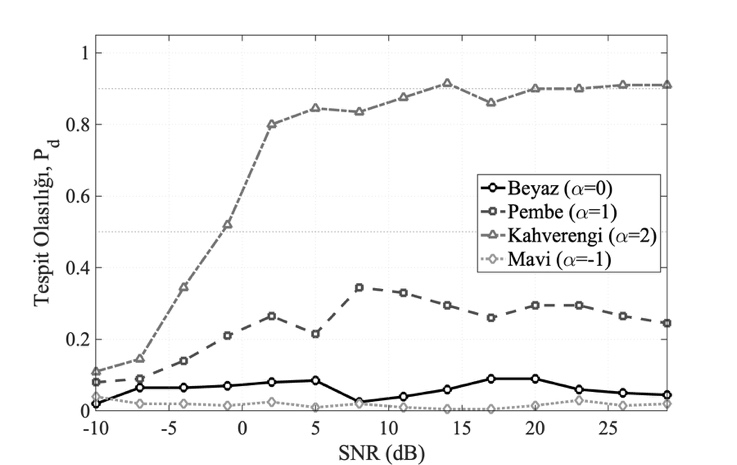 1
0.8
0.6
0.4
0.2
0
Tespit Olasılığı, P_d
Beyaz (α=0)
Pembe (α=1)
Kahverengi (α=2)
Mavi (α=-1)
-10 -5 0 5 10 15 20 25
SNR (dB)